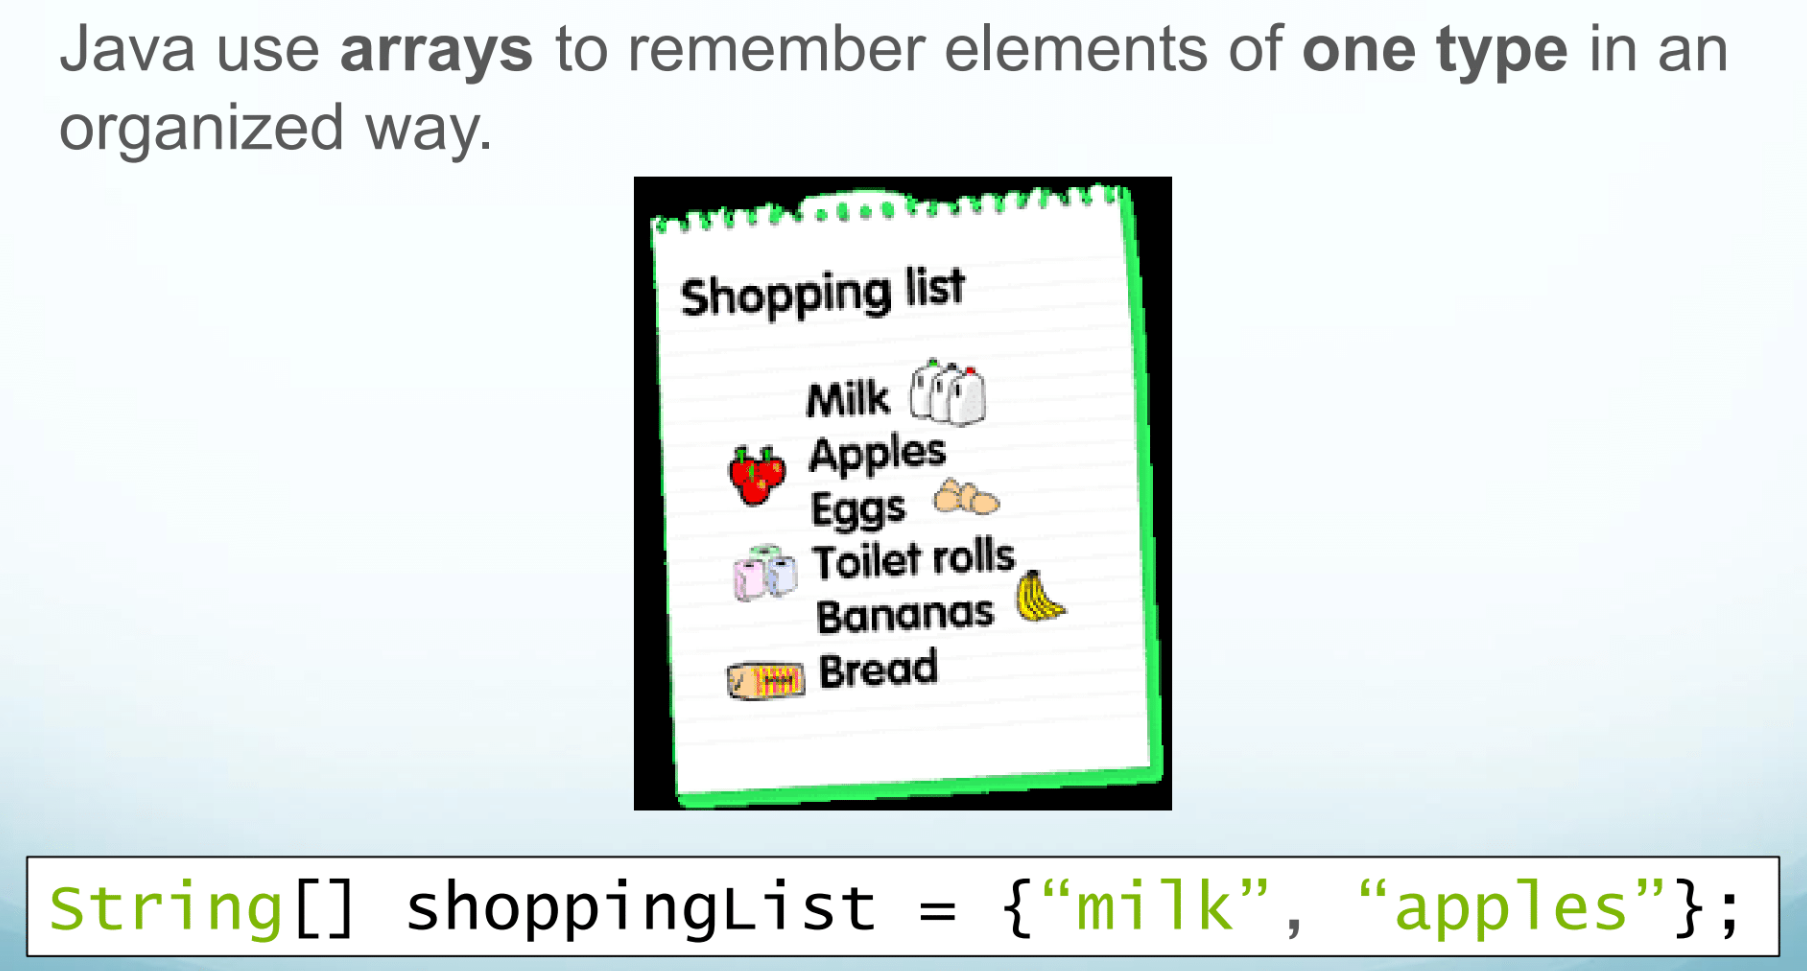 Java use arrays to remember elements of one type in an
organized way.
Shopping list
Milk
Apples
Eggs
Toilet rolls
Bananas
Bread
String[] shoppingList = {“milk”, “apples”};